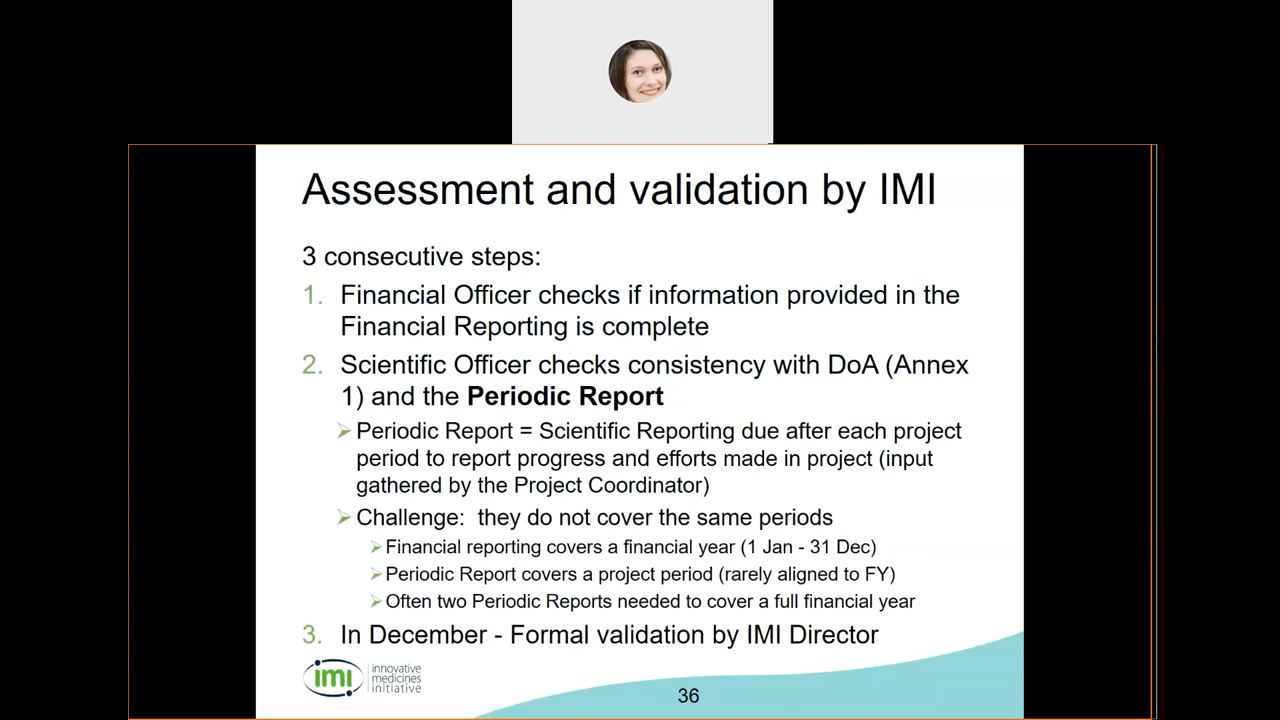 Assessment and validation by IMI
3 consecutive steps:
1. Financial Officer checks if information provided in the
Financial Reporting is complete
2. Scientific Officer checks consistency with DoA (Annex
1) and the Periodic Report
Periodic Report = Scientific Reporting due after each project
period to report progress and efforts made in project (input
gathered by the Project Coordinator)
Challenge:  they do not cover the same periods
Financial reporting covers a financial year (1 Jan - 31 Dec)
Periodic Report covers a project period (rarely aligned to FY)
Often two Periodic Reports needed to cover a full financial year
3. In December - Formal validation by IMI Director
imi
innovative
medicines
initiative
36